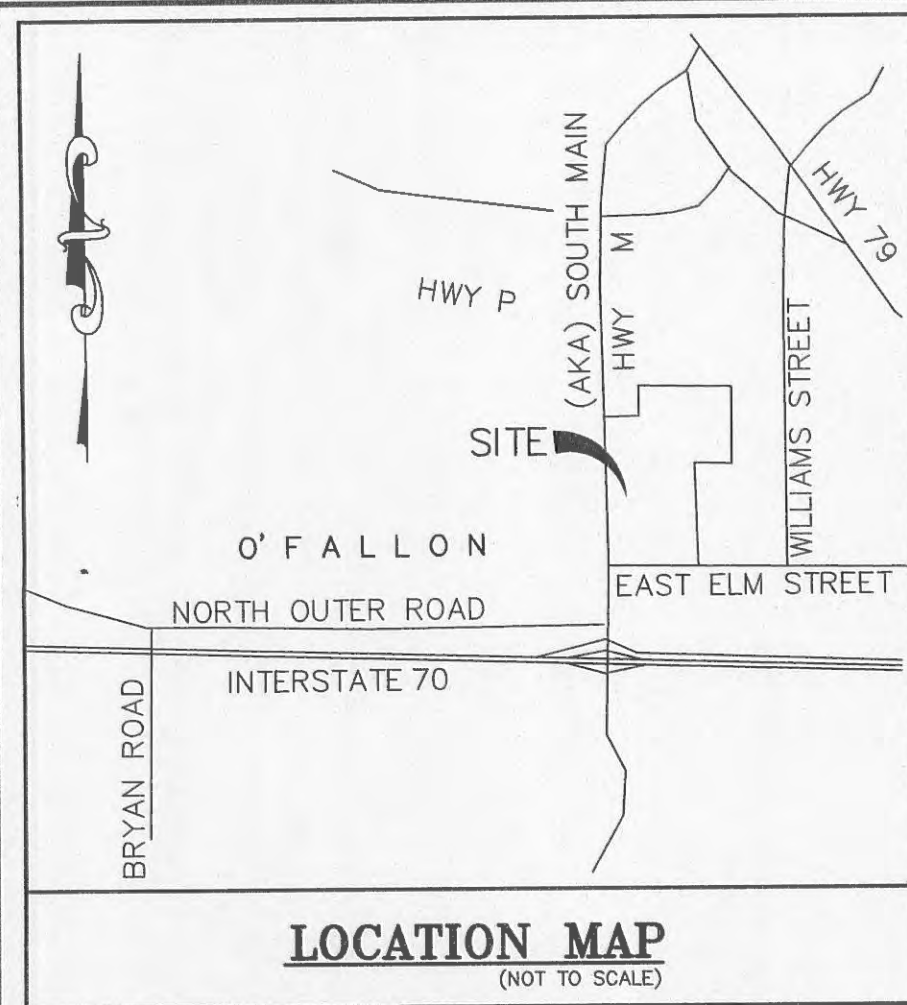 HWY 79
(AKA) SOUTH MAIN
HWY M
HWY P
WILLIAMS STREET
SITE
O' F A L L O N
EAST ELM STREET
NORTH OUTER ROAD
INTERSTATE 70
BRYAN ROAD
LOCATION MAP
(NOT TO SCALE)